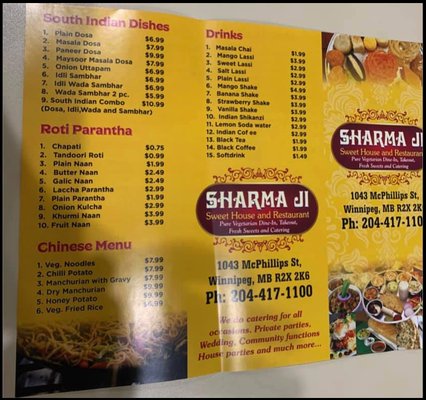 South Indian Dishes
1. Plain Dosa $6.99
2. Masala Dosa $7.99
3. Paneer Dosa $9.99
4. Maysoor Masala Dosa $7.99
5. Onion Uttapam $6.99
6. Idli Sambhar $6.99
7. Idli Wada Sambhar $6.99
8. Wada Sambhar 2 pc. $5.99
9. South Indian Combo $10.99
(Dosa, Idli,Wada and Sambhar)
Roti Parantha
1. Chapati $0.75
2. Tandoori Roti $0.99
3. Plain Naan $1.99
4. Butter Naan $2.49
5. Galic Naan $2.49
6. Laccha Parantha $2.99
7. Plain Parantha $1.99
8. Onion Kulcha $2.99
9. Khurmi Naan $3.99
10. Fruit Naan $3.99
Chinese Menu
1. Veg. Noodles $7.99
2. Chilli Potato $7.99
3. Manchurian with Gravy $7.99
4. Dry Manchurian
5. Honey Potato
6. Veg. Fried Rice
Drinks
1. Masala Chai $1.99
2. Mango Lassi $3.99
3. Sweet Lassi $2.99
4. Salt Lassi $2.99
5. Plain Lassi $2.99
6. Mango Shake $4.99
7. Banana Shake $3.99
8. Strawberry Shake $3.99
9. Vanilla Shake $3.99
10. Indian Shikanzi $2.99
11. Lemon Soda water $2.99
12. Indian Cof ee $2.99
13. Black Tea $1.99
14. Black Coffee $1.99
15. Softdrink $1.49
SHARMA JI
Sweet House and Restaurant
Pure Vegetarian Dine-In, Takeout,
Fresh Sweets and Catering
1043 McPhillips St,
Winnipeg, MB R2X 2K6
Ph: 204-417-1100
We do catering for all
occasions. Private parties,
Wedding, Community functions
House parties and much more...
SHARMA JI
Sweet House and Restaura
Pure Vegetarian Dine-In, Takeout,
Fresh Sweets and Catering
1043 McPhillips St,
Winnipeg, MB R2X 2K
Ph: 204-417-110